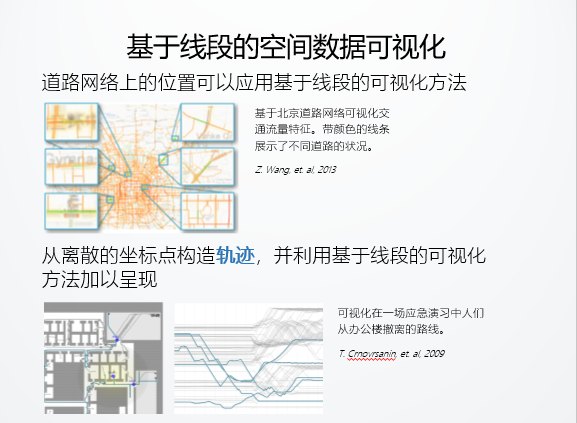 基于线段的空间数据可视化
道路网络上的位置可以应用基于线段的可视化方法
基于北京道路网络可视化交
通流量特征。带颜色的线条
展示了不同道路的状况。
Z. Wang, et. al, 2013
从离散的坐标点构造轨迹，并利用基于线段的可视化
方法加以呈现
可视化在一场应急演习中人们
从办公楼撤离的路线。
T. Crnovrsanin, et. al, 2009